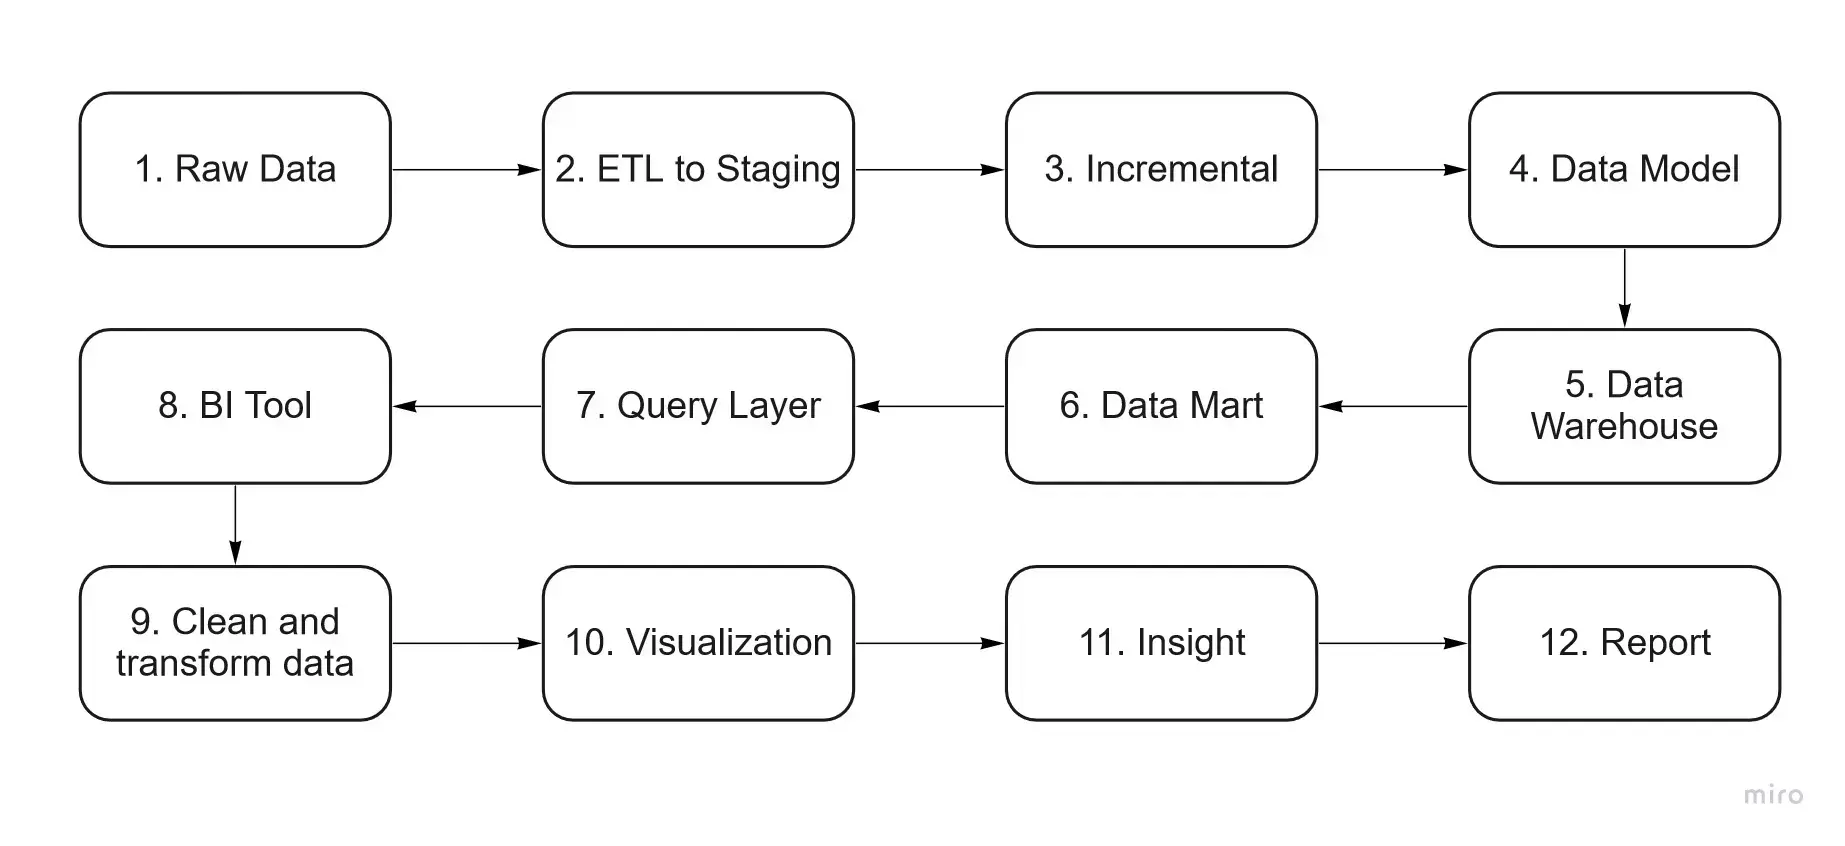 1. Raw Data
2. ETL to Staging
3. Incremental
4. Data Model
5. Data
Warehouse
6. Data Mart
7. Query Layer
8. BI Tool
9. Clean and
transform data
10. Visualization
11. Insight
12. Report
miro